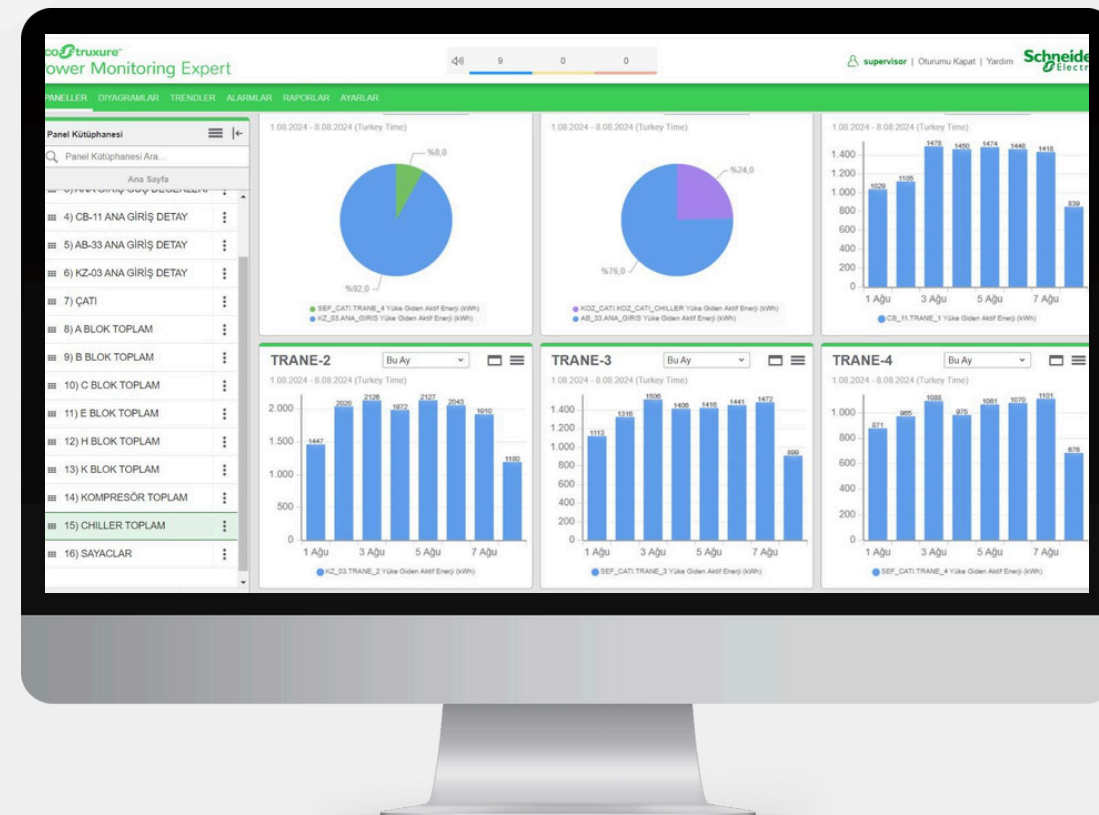 co truxure™
ower Monitoring Expert
9 0 0
supervisor | Oturumu Kapat | Yardım
Schneide
Electr
PANELLER DIYAGRAMLAR TRENDLER ALARMLAR RAPORLAR AYARLAR
Panel Kütüphanesi
Panel Kütüphanesi Ara...
Ana Sayfa
4) CB-11 ANA GİRİŞ DETAY
5) AB-33 ANA GİRİŞ DETAY
6) KZ-03 ANA GİRİŞ DETAY
7) ÇATI
8) A BLOK TOPLAM
9) B BLOK TOPLAM
10) C BLOK TOPLAM
11) E BLOK TOPLAM
12) H BLOK TOPLAM
13) K BLOK TOPLAM
14) KOMPRESÖR TOPLAM
15) CHILLER TOPLAM
16) SAYACLAR
1.08.2024 - 8.08.2024 (Turkey Time)
%8,0
%92,0
SEF_CATI.TRANE_4 Yüke Giden Aktif Enerji (kWh)
KZ_03.ANA_GIRIS Yüke Giden Aktif Enerji (kWh)
1.08.2024 - 8.08.2024 (Turkey Time)
%24,0
%76,0
KOZ_CATI.KOZ_CATI_CHILLER Yüke Giden Aktif Enerji (kWh)
AB_33.ANA_GIRIS Yüke Giden Aktif Enerji (kWh)
1.08.2024 - 8.08.2024 (Turkey Time)
1.400
1.200
1.000
800
600
400
200
0
1029 1106 1478 1450 1474 1448 1418 839
1 Ağu 3 Ağu 5 Ağu 7 Ağu
CB_11.TRANE_1 Yüke Giden Aktif Enerji (kWh)
TRANE-2 Bu Ay
1.08.2024 - 8.08.2024 (Turkey Time)
2.000
1.500
1.000
500
0
1447 2020 2126 1972 2127 2043 1910 1180
1 Ağu 3 Ağu 5 Ağu 7 Ağu
KZ_03.TRANE_2 Yüke Giden Aktif Enerji (kWh)
TRANE-3 Bu Ay
1.08.2024 - 8.08.2024 (Turkey Time)
1.400
1.200
1.000
800
600
400
200
0
1113 1316 1506 1406 1416 1441 1472 899
1 Ağu 3 Ağu 5 Ağu 7 Ağu
SEF_CATI.TRANE_3 Yüke Giden Aktif Enerji (kWh)
TRANE-4 Bu Ay
1.08.2024 - 8.08.2024 (Turkey Time)
1.000
800
600
400
200
0
871 965 1088 975 1061 1070 1101 676
1 Ağu 3 Ağu 5 Ağu 7 Ağu
SEF_CATI.TRANE_4 Yüke Giden Aktif Enerji (kWh)